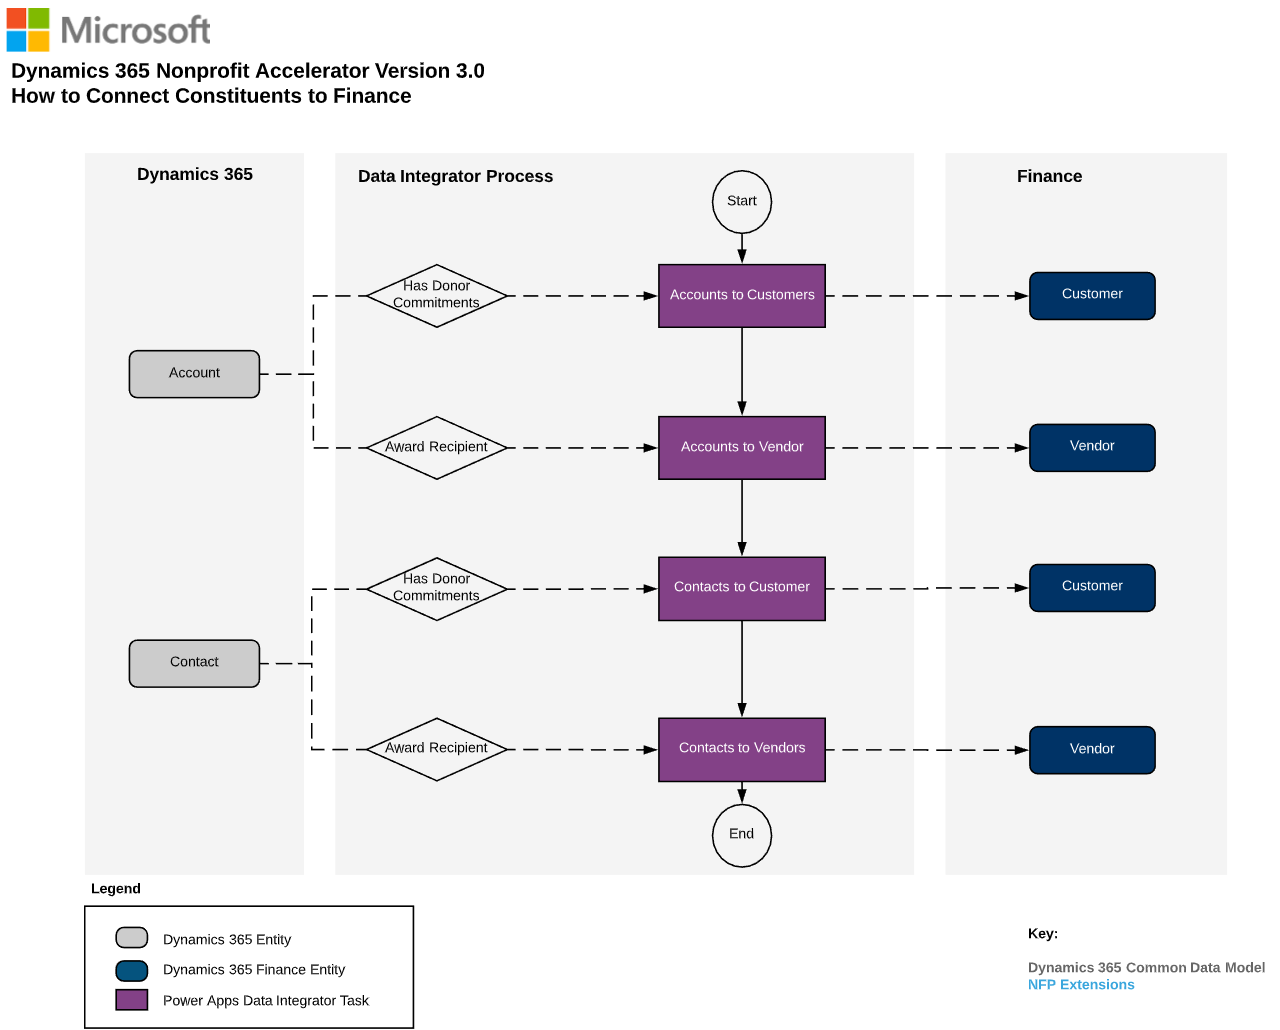 Microsoft
Dynamics 365 Nonprofit Accelerator Version 3.0
How to Connect Constituents to Finance
Dynamics 365
Data Integrator Process
Finance
Start
Has Donor
Commitments
Accounts to Customers
Customer
Account
Award Recipient
Accounts to Vendor
Vendor
Has Donor
Commitments
Contacts to Customer
Customer
Contact
Award Recipient
Contacts to Vendors
Vendor
End
Legend
Dynamics 365 Entity
Dynamics 365 Finance Entity
Power Apps Data Integrator Task
Key:
Dynamics 365 Common Data Model
NFP Extensions